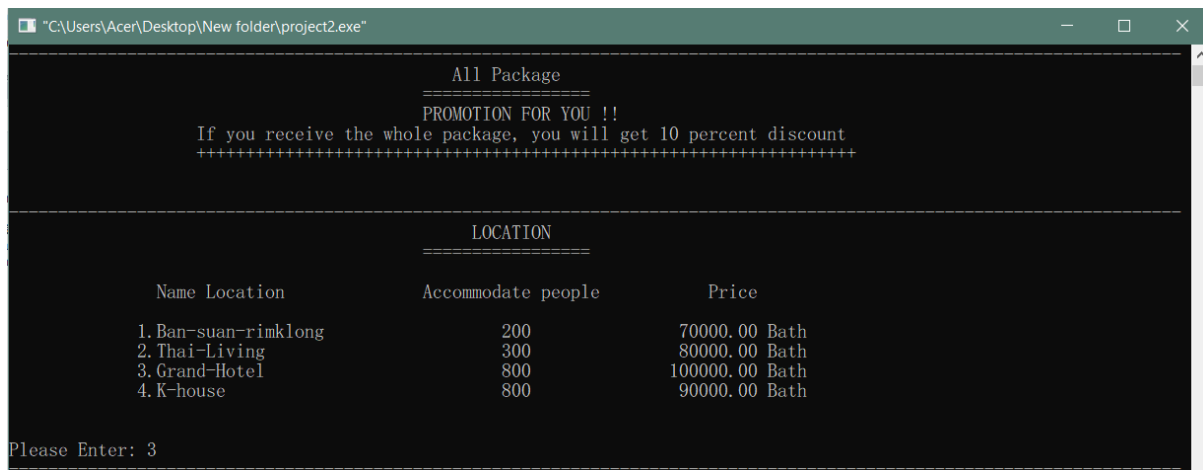 "C:\Users\Acer\Desktop\New folder\project2.exe"
All Package
=================
PROMOTION FOR YOU !!
If you receive the whole package, you will get 10 percent discount
+++++++++++++++++++++++++++++++++++++++++++++++++++++++++++++++++++
LOCATION
=================
Name Location Accommodate people Price
1.Ban-suan-rimklong 200 70000.00 Bath
2.Thai-Living 300 80000.00 Bath
3.Grand-Hotel 800 100000.00 Bath
4.K-house 800 90000.00 Bath
Please Enter: 3